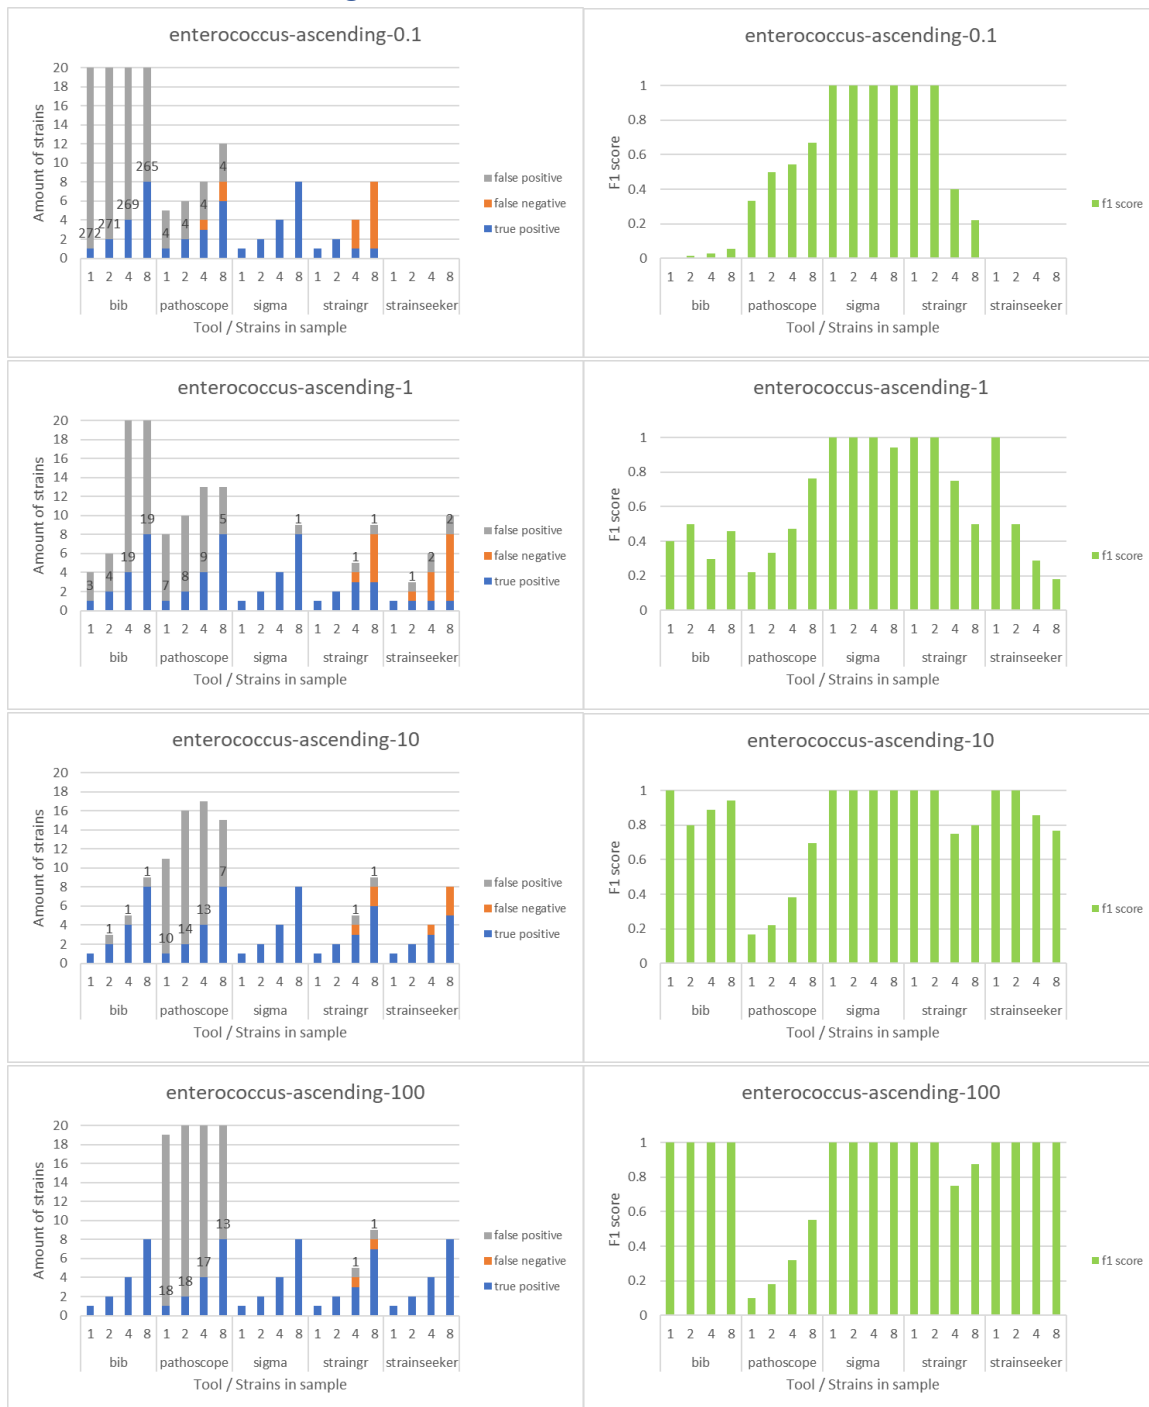 enterococcus-ascending-0.1
Amount of strains
20
18
16
14
12
10
8
6
4
2
0
272 271 269 265 4 4 4 4
false positive
false negative
true positive
1 2 4 8 1 2 4 8 1 2 4 8 1 2 4 8 1 2 4 8
bib pathoscope sigma straingr strainseeker
Tool / Strains in sample
enterococcus-ascending-0.1
F1 score
1
0.8
0.6
0.4
0.2
0
f1 score
1 2 4 8 1 2 4 8 1 2 4 8 1 2 4 8 1 2 4 8
bib pathoscope sigma straingr strainseeker
Tool / Strains in sample
enterococcus-ascending-1
Amount of strains
20
18
16
14
12
10
8
6
4
2
0
3 4 19 19 7 8 9 5 1 1 1 1 2 2
false positive
false negative
true positive
1 2 4 8 1 2 4 8 1 2 4 8 1 2 4 8 1 2 4 8
bib pathoscope sigma straingr strainseeker
Tool / Strains in sample
enterococcus-ascending-1
F1 score
1
0.8
0.6
0.4
0.2
0
f1 score
1 2 4 8 1 2 4 8 1 2 4 8 1 2 4 8 1 2 4 8
bib pathoscope sigma straingr strainseeker
Tool / Strains in sample
enterococcus-ascending-10
Amount of strains
20
18
16
14
12
10
8
6
4
2
0
1 1 1 10 14 13 7 1 1
false positive
false negative
true positive
1 2 4 8 1 2 4 8 1 2 4 8 1 2 4 8 1 2 4 8
bib pathoscope sigma straingr strainseeker
Tool / Strains in sample
enterococcus-ascending-10
F1 score
1
0.8
0.6
0.4
0.2
0
f1 score
1 2 4 8 1 2 4 8 1 2 4 8 1 2 4 8 1 2 4 8
bib pathoscope sigma straingr strainseeker
Tool / Strains in sample
enterococcus-ascending-100
Amount of strains
20
18
16
14
12
10
8
6
4
2
0
18 18 17 13 1 1
false positive
false negative
true positive
1 2 4 8 1 2 4 8 1 2 4 8 1 2 4 8 1 2 4 8
bib pathoscope sigma straingr strainseeker
Tool / Strains in sample
enterococcus-ascending-100
F1 score
1
0.8
0.6
0.4
0.2
0
f1 score
1 2 4 8 1 2 4 8 1 2 4 8 1 2 4 8 1 2 4 8
bib pathoscope sigma straingr strainseeker
Tool / Strains in sample